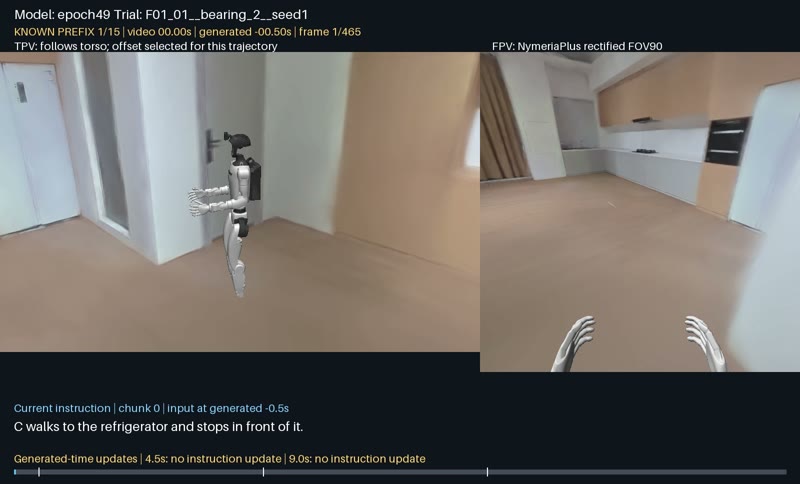 Model: epoch49 Trial: F01_01__bearing_2__seed1
KNOWN PREFIX 1/15 | video 00.00s | generated -00.50s | frame 1/465
TPV: follows torso; offset selected for this trajectory
FPV: NymeriaPlus rectified FOV90
Current instruction | chunk 0 | input at generated -0.5s
C walks to the refrigerator and stops in front of it.
Generated-time updates | 4.5s: no instruction update | 9.0s: no instruction update